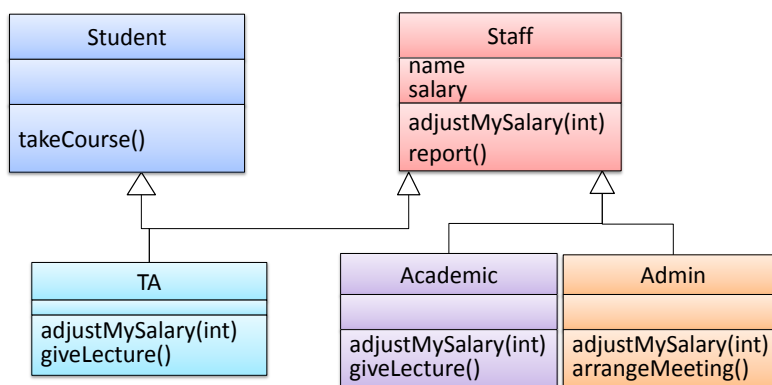 Student
takeCourse()
Staff
name
salary
adjustMySalary(int)
report()
TA
adjustMySalary(int)
giveLecture()
Academic
adjustMySalary(int)
giveLecture()
Admin
adjustMySalary(int)
arrangeMeeting()